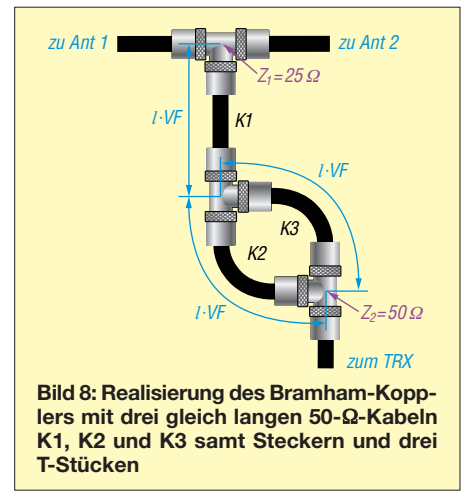 zu Ant 1
zu Ant 2
Z1=25 Ω
l·VF
K1
l·VF
K3
K2
l·VF
Z2=50 Ω
zum TRX
Bild 8: Realisierung des Bramham-Kopp-
lers mit drei gleich langen 50-Ω-Kabeln
K1, K2 und K3 samt Steckern und drei
T-Stücken